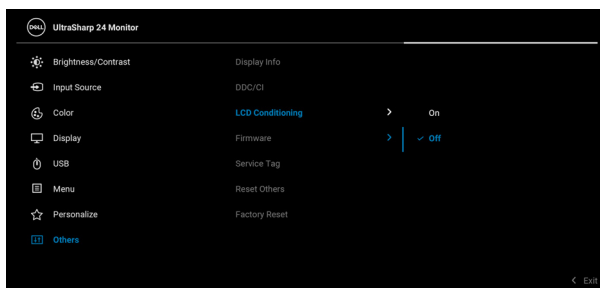 DELL UltraSharp 24 Monitor
Brightness/Contrast Display Info
Input Source DDC/CI
Color LCD Conditioning > On
Display Firmware > ✓ Off
USB Service Tag
Menu Reset Others
Personalize Factory Reset
Others
< Exit